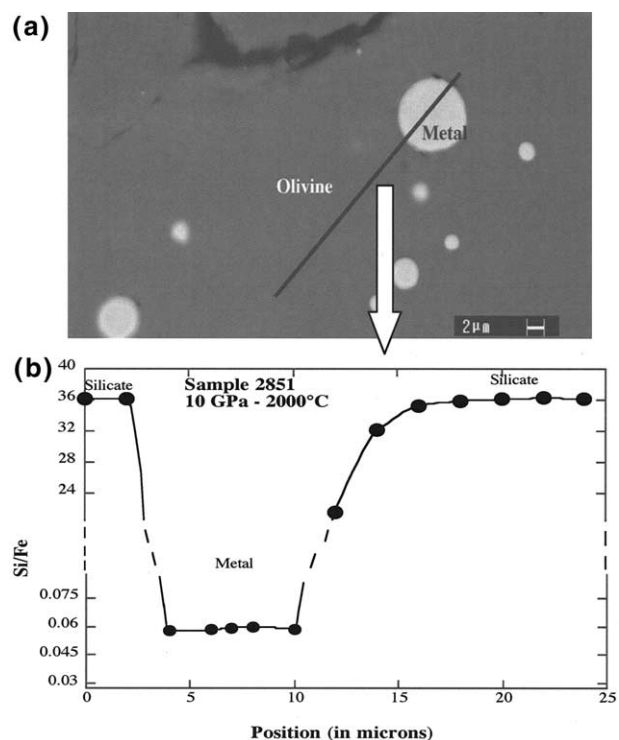 (a)
Metal
Olivine
2μm
(b)
40
Silicate
Sample 2851
Silicate
10 GPa - 2000°C
36
32
28
24
Si/Fe
Metal
0.075
0.06
0.045
0.03
0 5 10 15 20 25
Position (in microns)